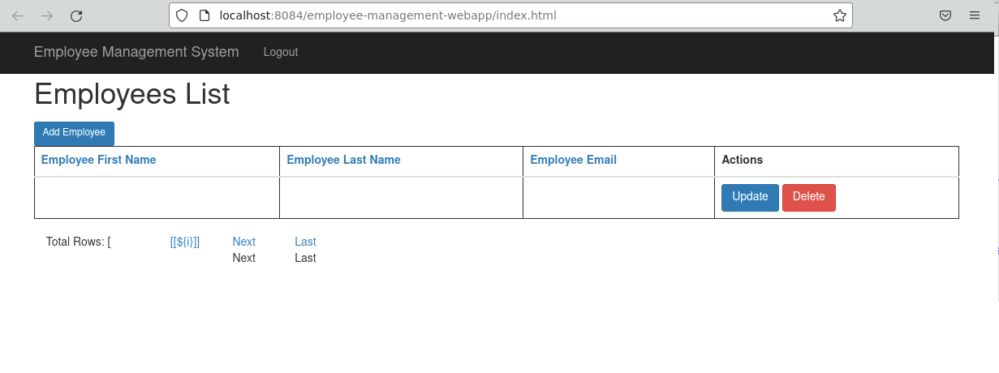 localhost:8084/employee-management-webapp/index.html
Employee Management System Logout
Employees List
Add Employee
Employee First Name Employee Last Name Employee Email Actions
Update Delete
Total Rows: [ [[${i}]] Next Last
Next Last